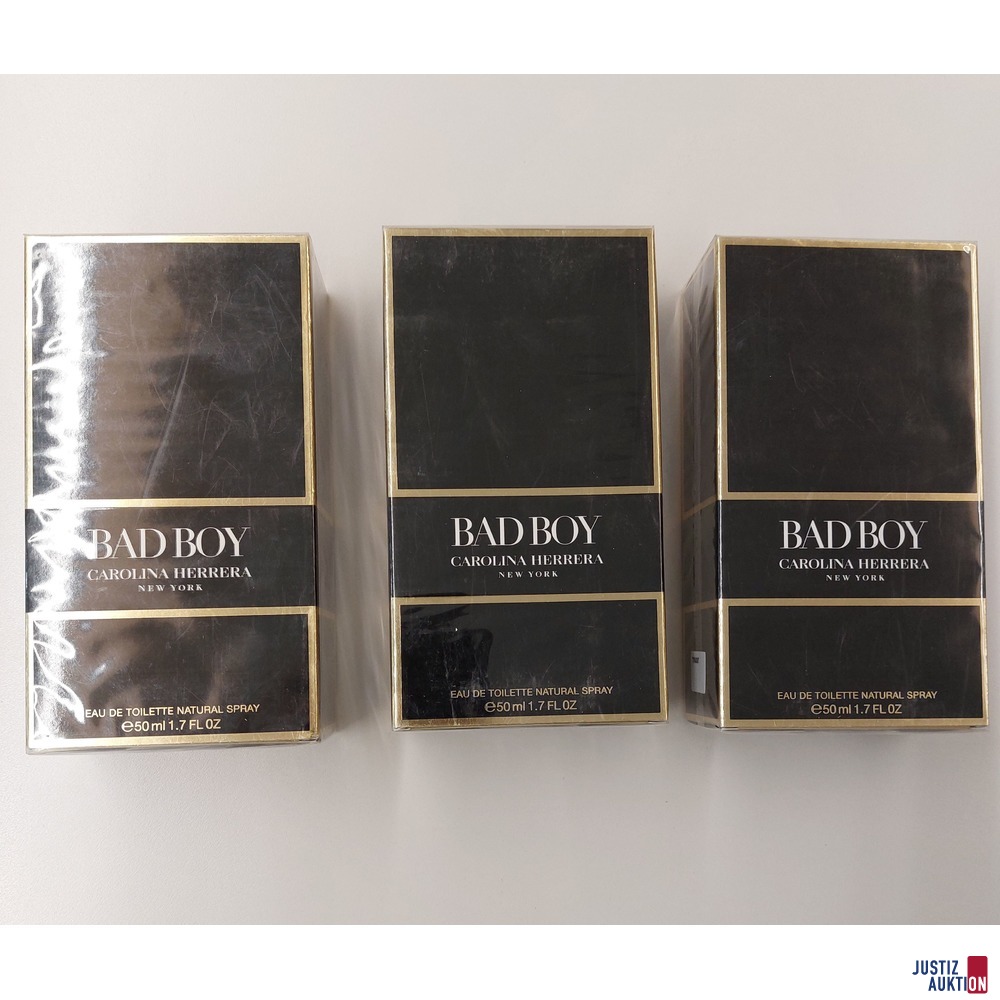 BAD BOY
CAROLINA HERRERA
NEW YORK
EAU DE TOILETTE NATURAL SPRAY
℮50 ml 1.7 FL OZ
BAD BOY
CAROLINA HERRERA
NEW YORK
EAU DE TOILETTE NATURAL SPRAY
℮50 ml 1.7 FL OZ
BAD BOY
CAROLINA HERRERA
NEW YORK
EAU DE TOILETTE NATURAL SPRAY
℮50 ml 1.7 FL OZ
JUSTIZ
AUKTION